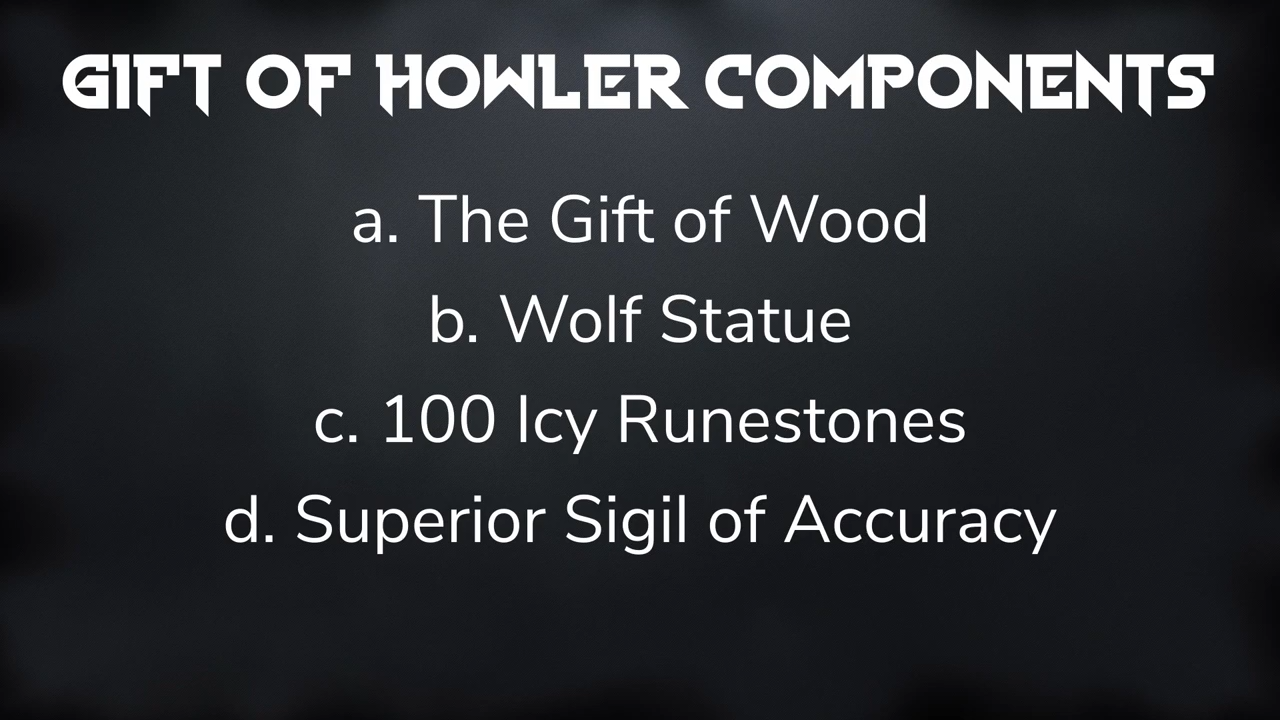 GIFT OF HOWLER COMPONENTS
a. The Gift of Wood
b. Wolf Statue
c. 100 Icy Runestones
d. Superior Sigil of Accuracy